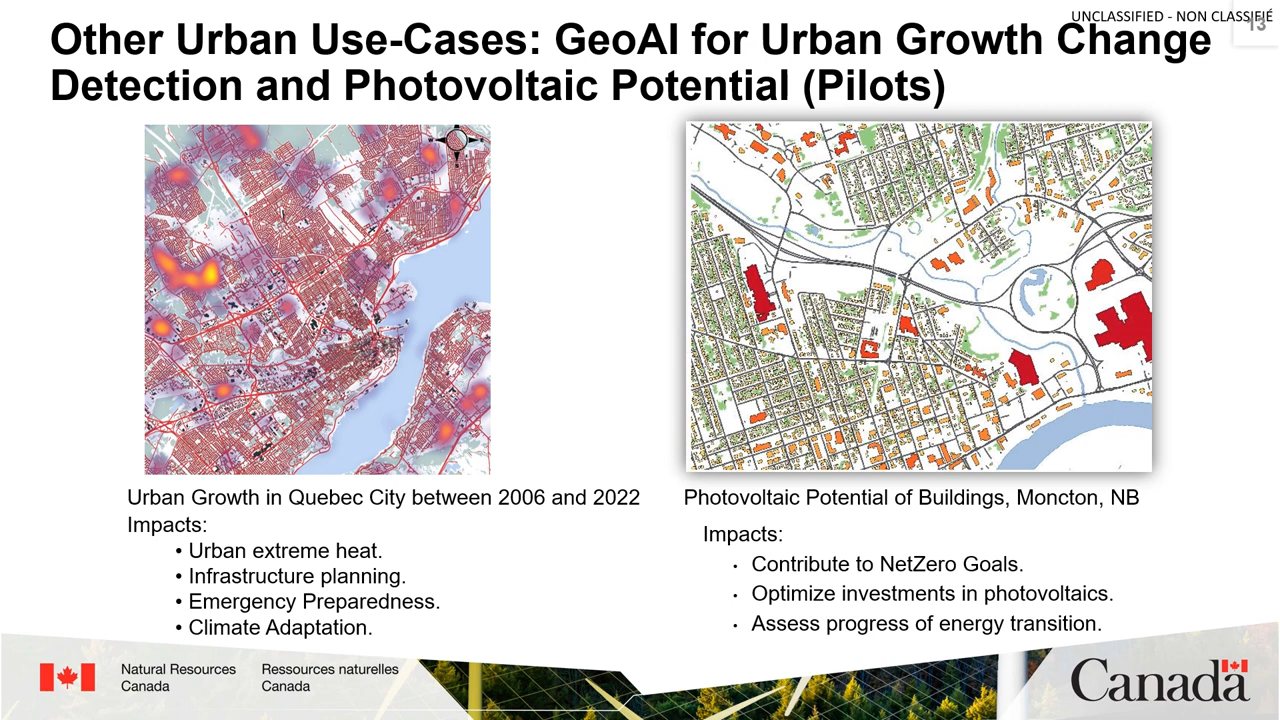 UNCLASSIFIED - NON CLASSIFIÉ
13
Other Urban Use-Cases: GeoAI for Urban Growth Change
Detection and Photovoltaic Potential (Pilots)
Urban Growth in Quebec City between 2006 and 2022
Impacts:
• Urban extreme heat.
• Infrastructure planning.
• Emergency Preparedness.
• Climate Adaptation.
Photovoltaic Potential of Buildings, Moncton, NB
Impacts:
• Contribute to NetZero Goals.
• Optimize investments in photovoltaics.
• Assess progress of energy transition.
Natural Resources
Canada
Ressources naturelles
Canada
Canada